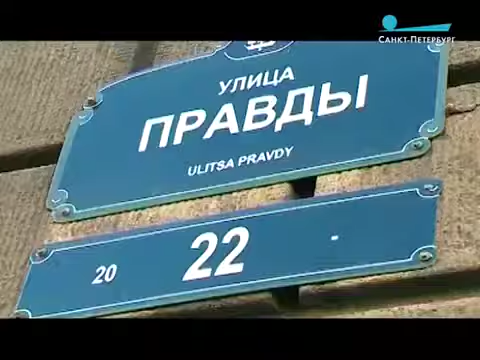 САНКТ-ПЕТЕРБУРГ
УЛИЦА
ПРАВДЫ
ULITSA PRAVDY
20 22 -